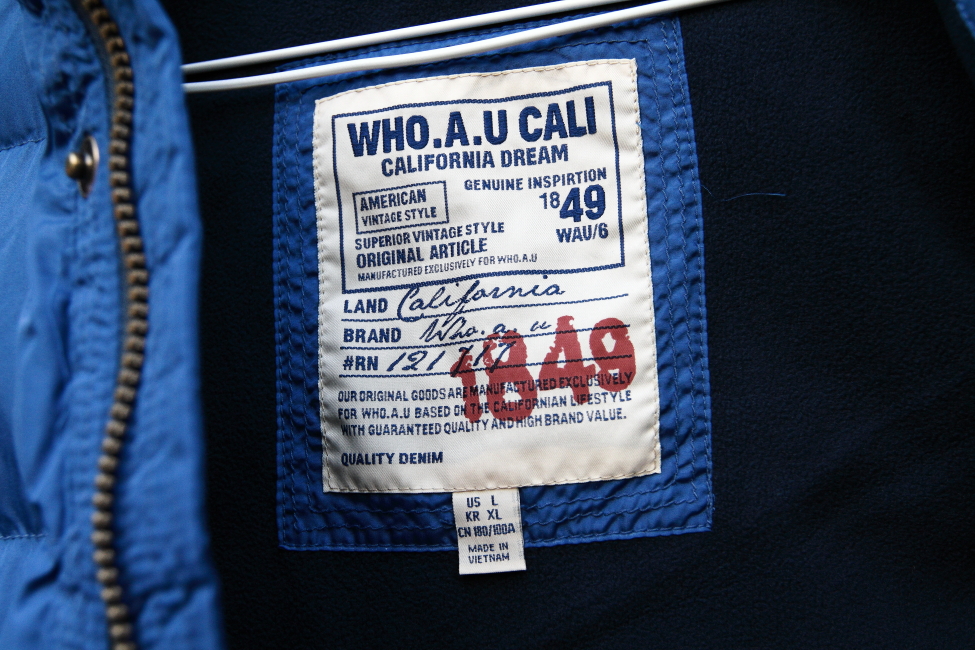 WHO.A.U CALI
CALIFORNIA DREAM
GENUINE INSPIRTION
AMERICAN
VINTAGE STYLE
1849
WAU/6
SUPERIOR VINTAGE STYLE
ORIGINAL ARTICLE
MANUFACTURED EXCLUSIVELY FOR WHO.A.U
LAND California
BRAND Who.a.u
#RN 121717
1849
OUR ORIGINAL GOODS ARE MANUFACTURED EXCLUSIVELY
FOR WHO.A.U BASED ON THE CALIFORNIAN LIFESTYLE
WITH GUARANTEED QUALITY AND HIGH BRAND VALUE.
QUALITY DENIM
US L
KR XL
CN 180/100A
MADE IN
VIETNAM